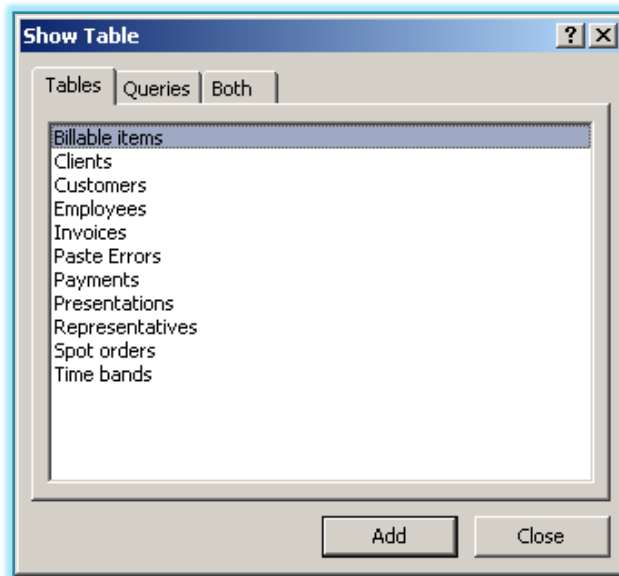 Show Table
Tables Queries Both
Billable items
Clients
Customers
Employees
Invoices
Paste Errors
Payments
Presentations
Representatives
Spot orders
Time bands
Add Close